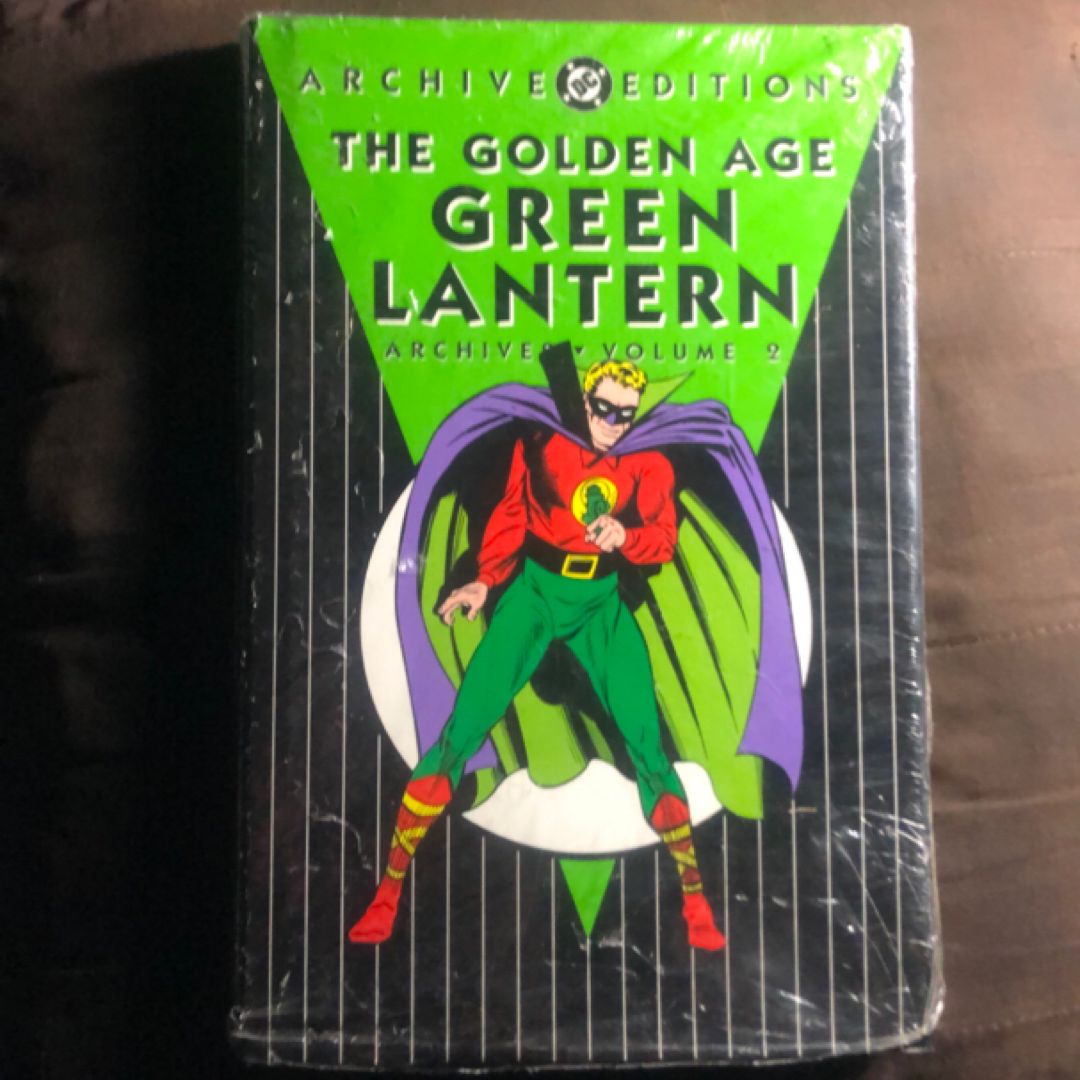 ARCHIVE DC EDITIONS
THE GOLDEN AGE
GREEN
LANTERN
ARCHIVES ▾ VOLUME 2